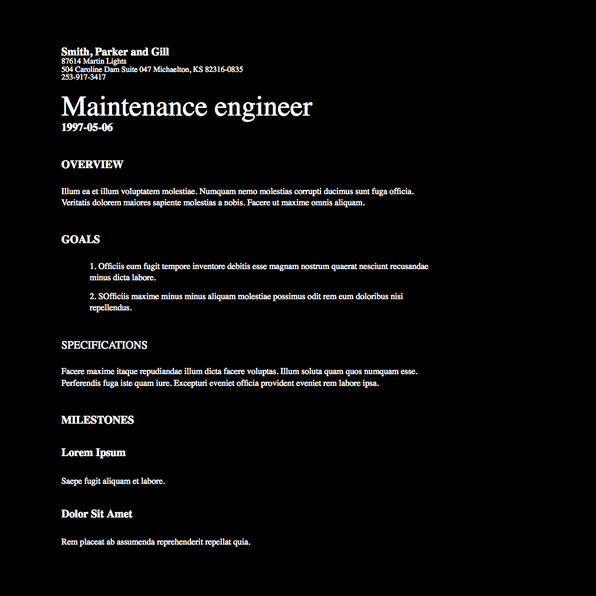 Smith, Parker and Gill
87614 Martin Lights
504 Caroline Dam Suite 047 Michaelton, KS 82316-0835
253-917-3417
Maintenance engineer
1997-05-06
OVERVIEW
Illum ea et illum voluptatem molestiae. Numquam nemo molestias corrupti ducimus sunt fuga officia.
Veritatis dolorem maiores sapiente molestias a nobis. Facere ut maxime omnis aliquam.
GOALS
1. Officiis eum fugit tempore inventore debitis esse magnam nostrum quaerat nesciunt recusandae
minus dicta labore.
2. SOfficiis maxime minus minus aliquam molestiae possimus odit rem eum doloribus nisi
repellendus.
SPECIFICATIONS
Facere maxime itaque repudiandae illum dicta facere voluptas. Illum soluta quam quos numquam esse.
Perferendis fuga iste quam iure. Excepturi eveniet officia provident eveniet rem labore ipsa.
MILESTONES
Lorem Ipsum
Saepe fugit aliquam et labore.
Dolor Sit Amet
Rem placeat ab assumenda reprehenderit repellat quia.